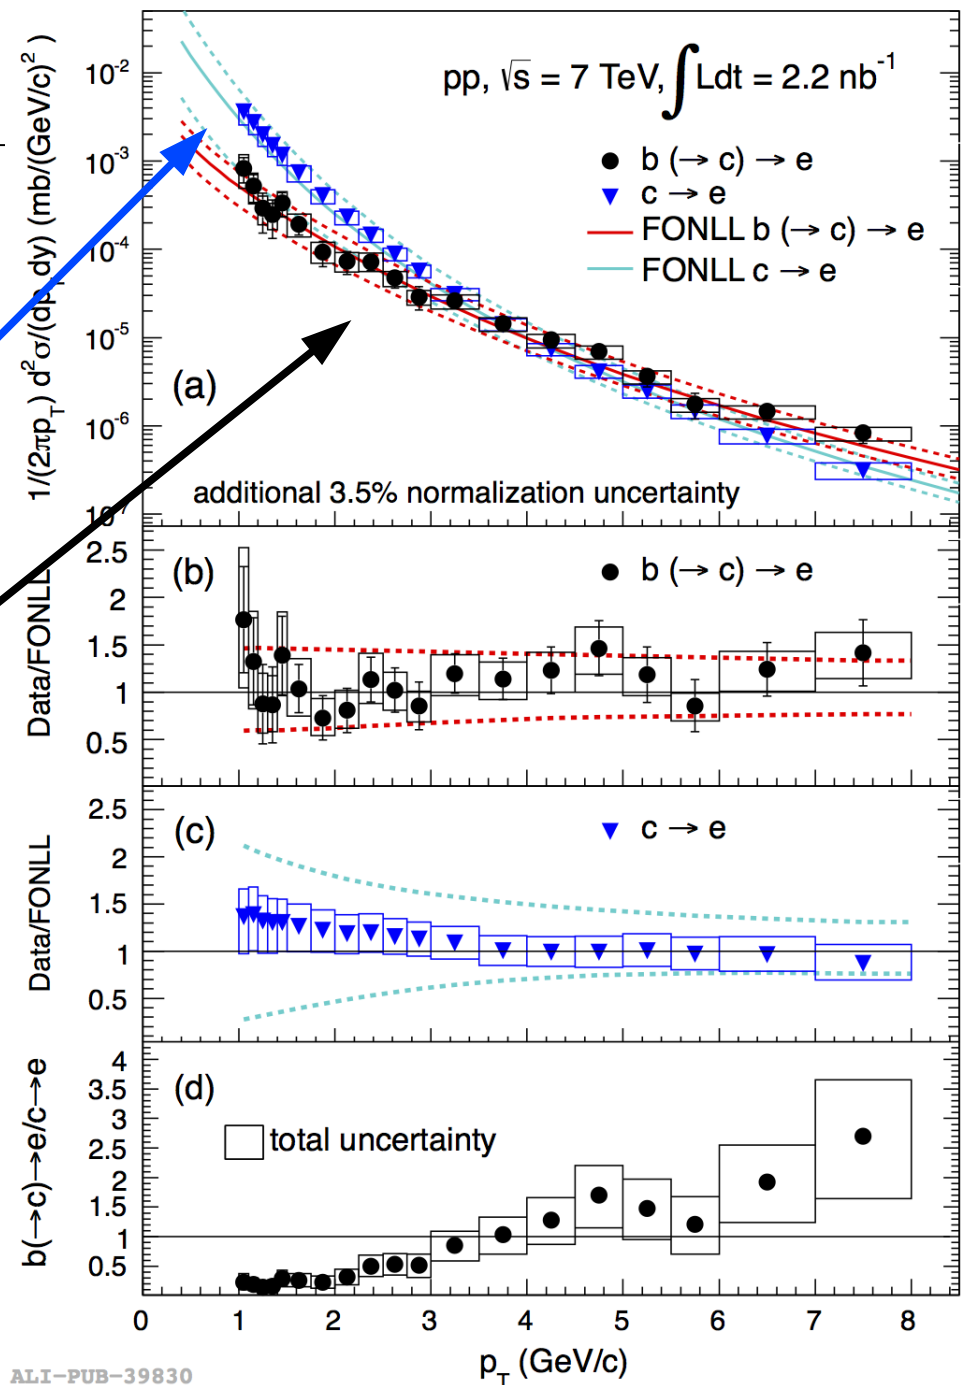 pp, √s = 7 TeV, ∫Ldt = 2.2 nb⁻¹
b (→ c) → e
c → e
FONLL b (→ c) → e
FONLL c → e
1/(2πp_T) d²σ/(dp_T dy) (mb/(GeV/c)²)
10⁻²
10⁻³
10⁻⁴
10⁻⁵
10⁻⁶
(a)
additional 3.5% normalization uncertainty
Data/FONLL
2.5
2
1.5
1
0.5
(b)
b (→ c) → e
Data/FONLL
2.5
2
1.5
1
0.5
(c)
c → e
b(→c)→e/c→e
4
3.5
3
2.5
2
1.5
1
0.5
(d)
total uncertainty
0 1 2 3 4 5 6 7 8
p_T (GeV/c)
ALI-PUB-39830